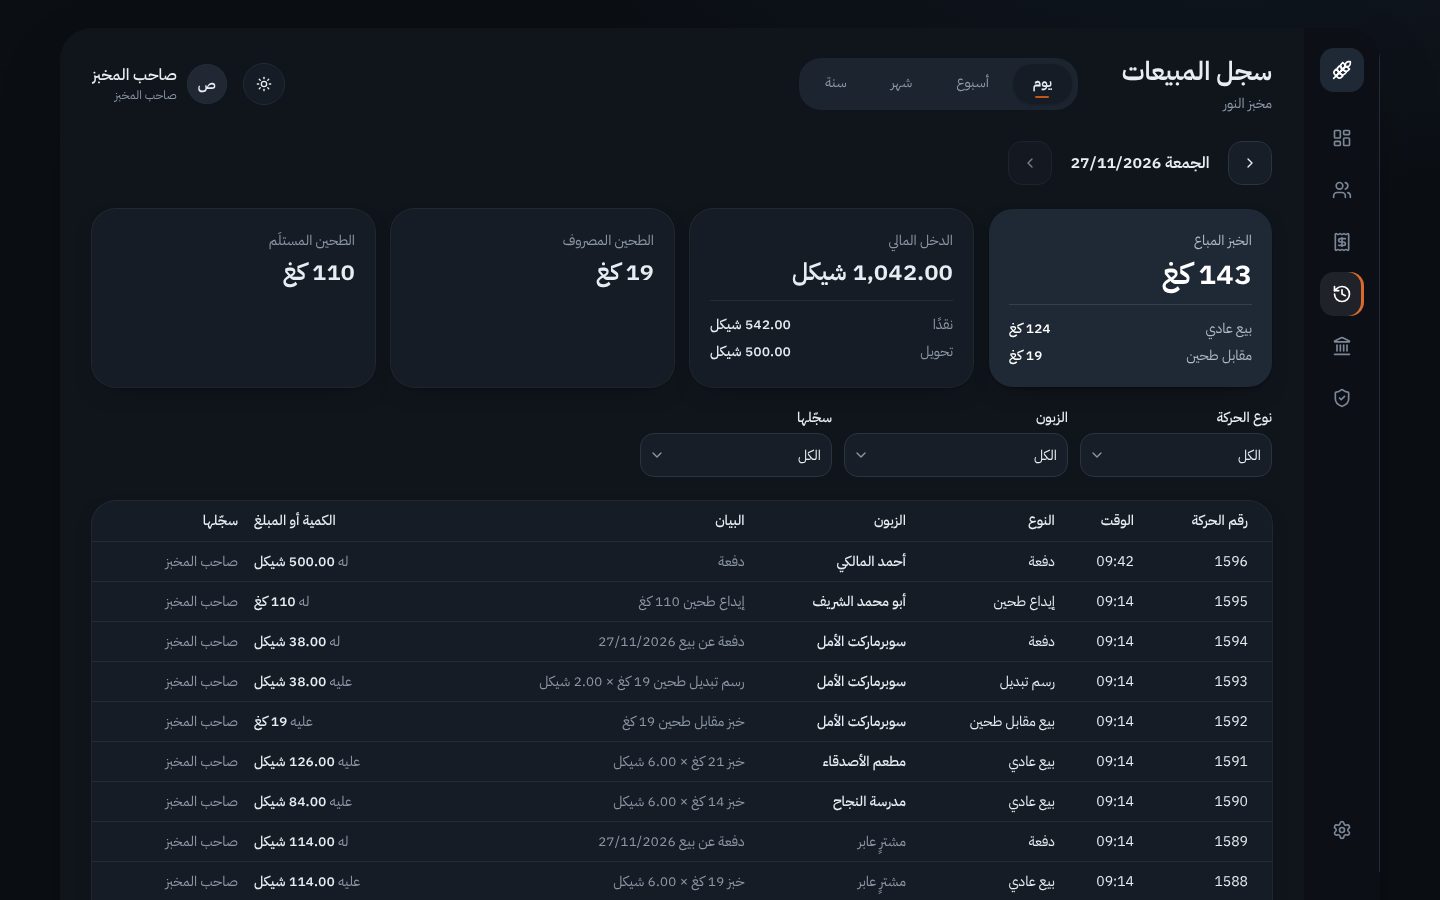 سجل المبيعات
مخبز النور
يوم أسبوع شهر سنة
ص
صاحب المخبز
صاحب المخبز
الجمعة 27/11/2026
الخبز المباع
143 كغ
بيع عادي 124 كغ
مقابل طحين 19 كغ
الدخل المالي
1,042.00 شيكل
نقدًا 542.00 شيكل
تحويل 500.00 شيكل
الطحين المصروف
19 كغ
الطحين المستلَم
110 كغ
نوع الحركة الزبون سجّلها
الكل الكل الكل
رقم الحركة الوقت النوع الزبون البيان الكمية أو المبلغ سجّلها
1596 09:42 دفعة أحمد المالكي دفعة له 500.00 شيكل صاحب المخبز
1595 09:14 إيداع طحين أبو محمد الشريف إيداع طحين 110 كغ له 110 كغ صاحب المخبز
1594 09:14 دفعة سوبرماركت الأمل دفعة عن بيع 27/11/2026 له 38.00 شيكل صاحب المخبز
1593 09:14 رسم تبديل سوبرماركت الأمل رسم تبديل طحين 19 كغ × 2.00 شيكل عليه 38.00 شيكل صاحب المخبز
1592 09:14 بيع مقابل طحين سوبرماركت الأمل خبز مقابل طحين 19 كغ عليه 19 كغ صاحب المخبز
1591 09:14 بيع عادي مطعم الأصدقاء خبز 21 كغ × 6.00 شيكل عليه 126.00 شيكل صاحب المخبز
1590 09:14 بيع عادي مدرسة النجاح خبز 14 كغ × 6.00 شيكل عليه 84.00 شيكل صاحب المخبز
1589 09:14 دفعة مشترٍ عابر دفعة عن بيع 27/11/2026 له 114.00 شيكل صاحب المخبز
1588 09:14 بيع عادي مشترٍ عابر خبز 19 كغ × 6.00 شيكل عليه 114.00 شيكل صاحب المخبز